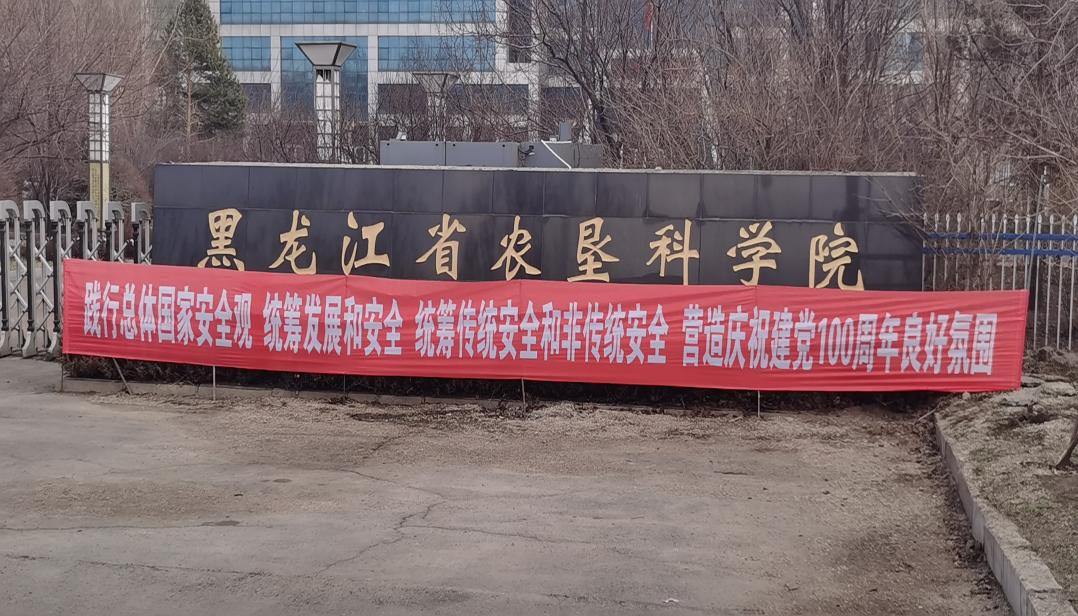 黑龙江省农垦科学院
践行总体国家安全观 统筹发展和安全 统筹传统安全和非传统安全 营造庆祝建党100周年良好氛围